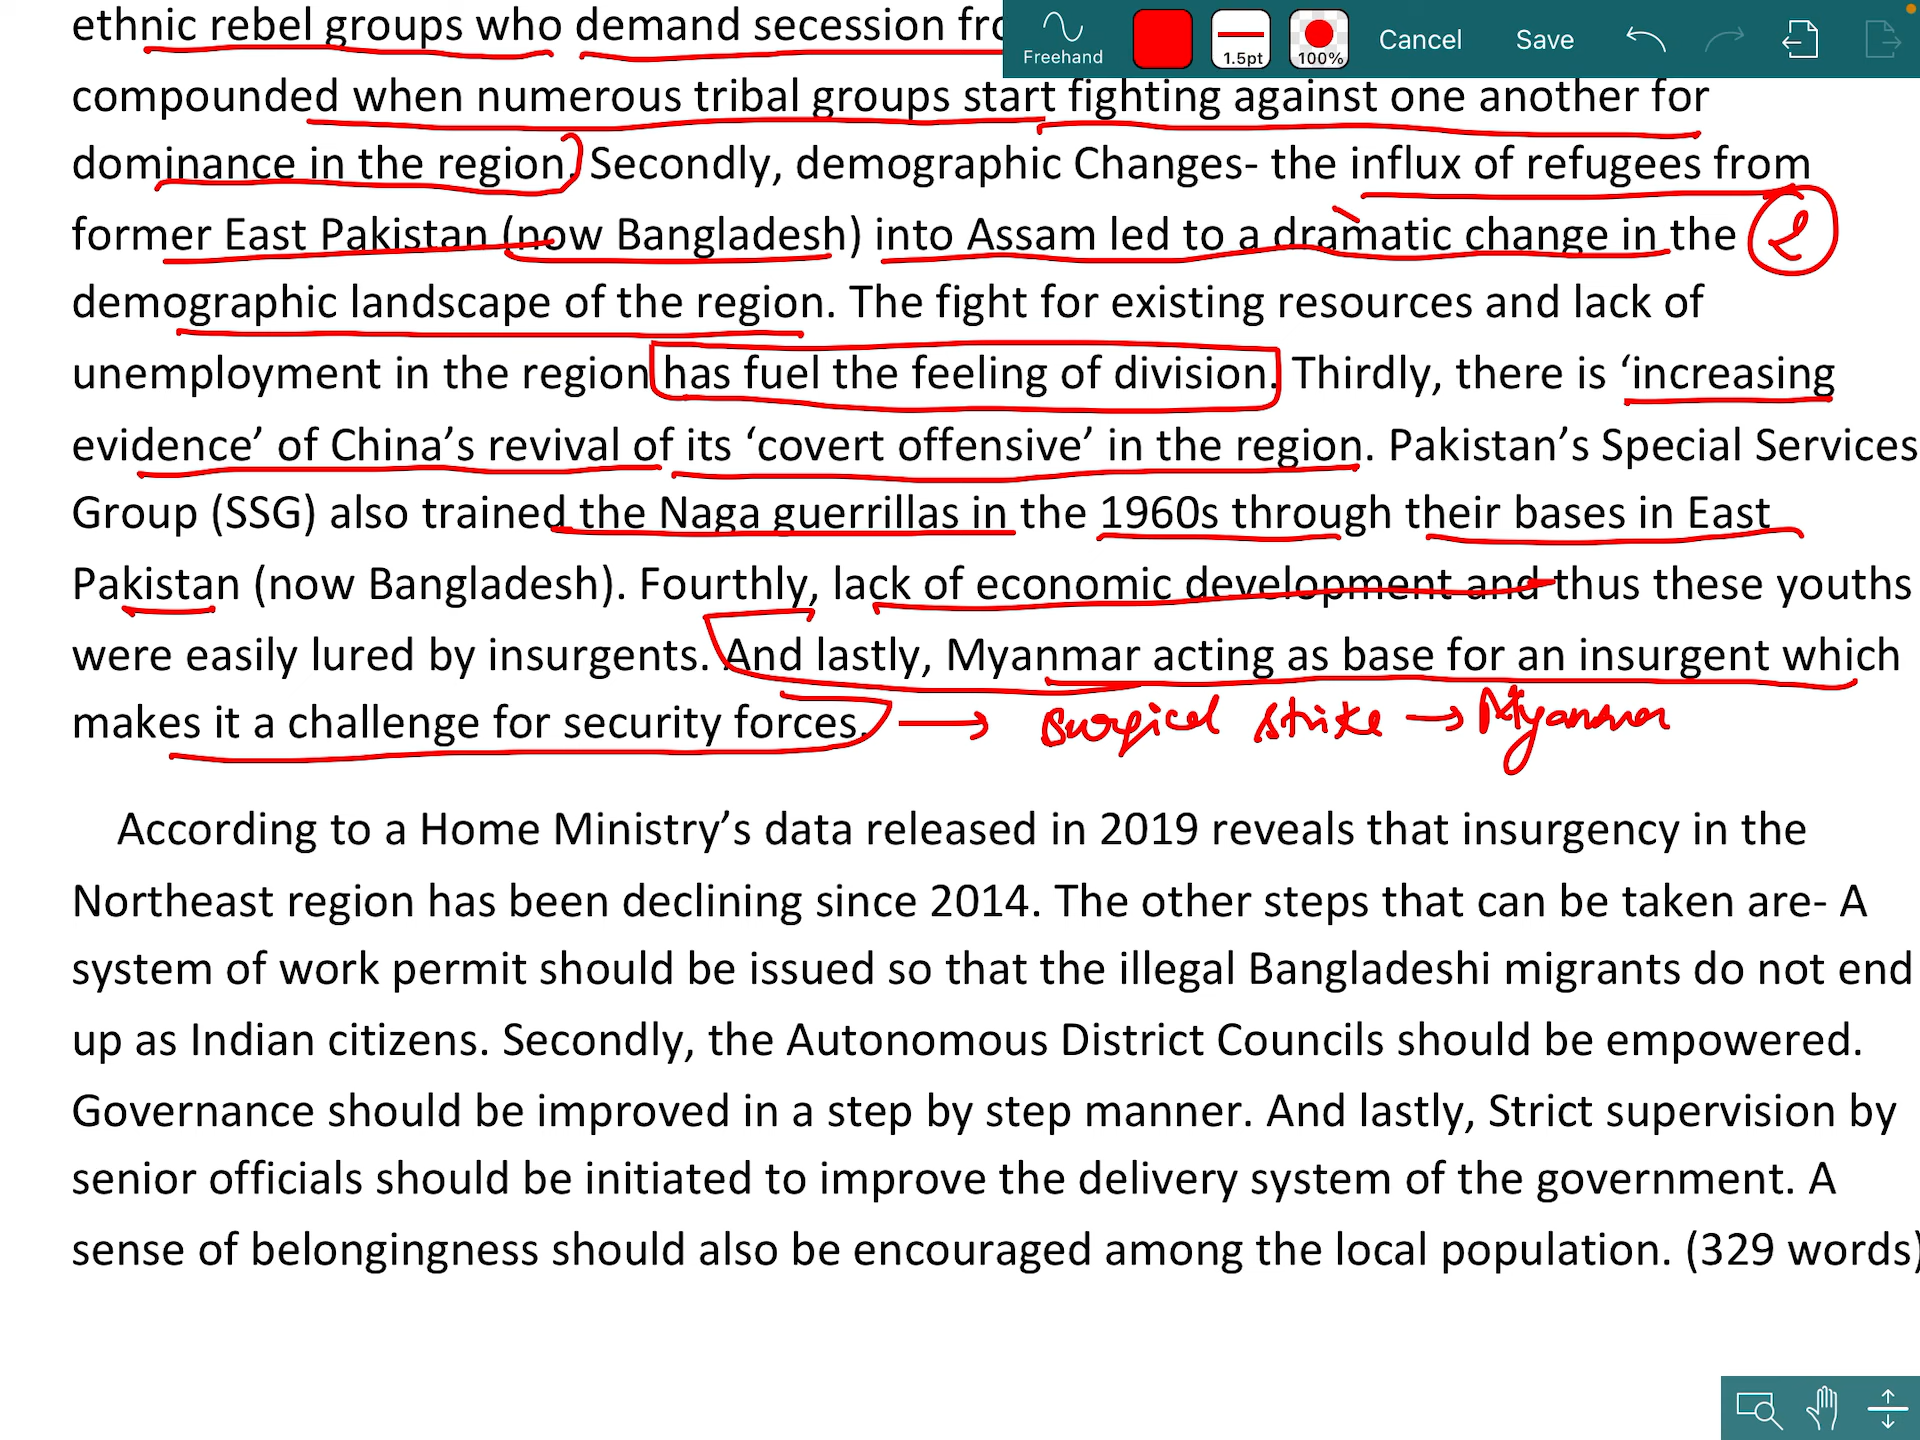 ethnic rebel groups who demand secession fro
Freehand
1.5pt
100%
Cancel
Save
compounded when numerous tribal groups start fighting against one another for
dominance in the region. Secondly, demographic Changes- the influx of refugees from
former East Pakistan (now Bangladesh) into Assam led to a dramatic change in the 2
demographic landscape of the region. The fight for existing resources and lack of
unemployment in the region has fuel the feeling of division. Thirdly, there is ‘increasing
evidence’ of China’s revival of its ‘covert offensive’ in the region. Pakistan’s Special Services
Group (SSG) also trained the Naga guerrillas in the 1960s through their bases in East
Pakistan (now Bangladesh). Fourthly, lack of economic development and thus these youths
were easily lured by insurgents. And lastly, Myanmar acting as base for an insurgent which
makes it a challenge for security forces. → Surgical strike → Myanmar
According to a Home Ministry’s data released in 2019 reveals that insurgency in the
Northeast region has been declining since 2014. The other steps that can be taken are- A
system of work permit should be issued so that the illegal Bangladeshi migrants do not end
up as Indian citizens. Secondly, the Autonomous District Councils should be empowered.
Governance should be improved in a step by step manner. And lastly, Strict supervision by
senior officials should be initiated to improve the delivery system of the government. A
sense of belongingness should also be encouraged among the local population. (329 words)